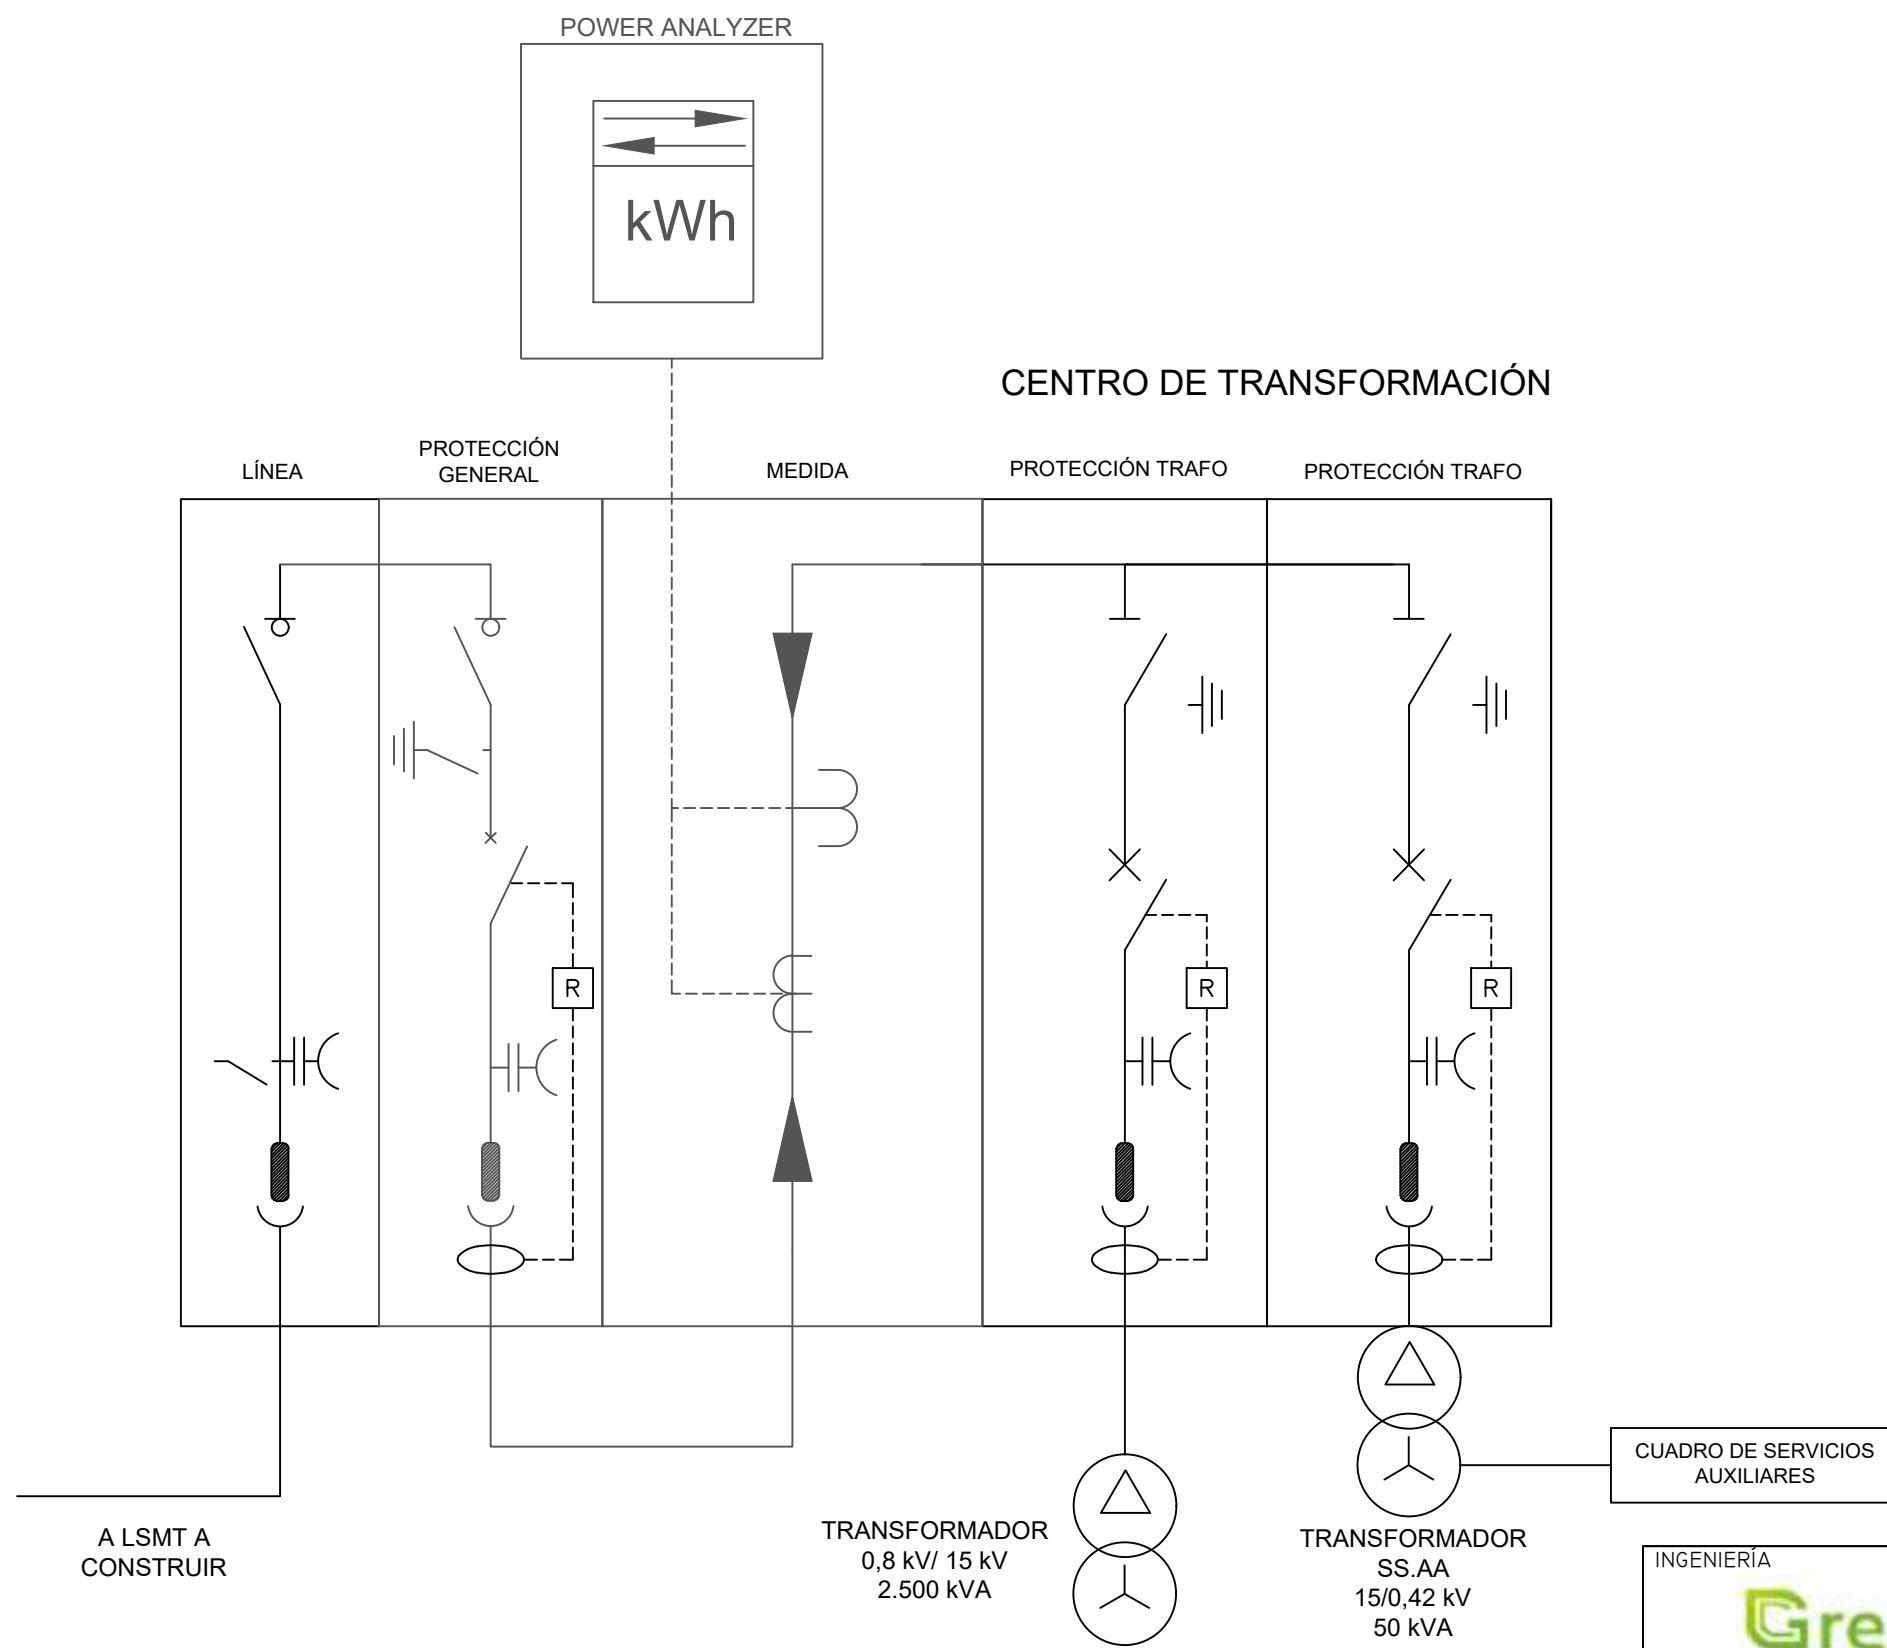 POWER ANALYZER
kWh
CENTRO DE TRANSFORMACIÓN
LÍNEA
PROTECCIÓN
GENERAL
MEDIDA
PROTECCIÓN TRAFO
PROTECCIÓN TRAFO
R
R
R
CUADRO DE SERVICIOS
AUXILIARES
A LSMT A
CONSTRUIR
TRANSFORMADOR
0,8 kV/ 15 kV
2.500 kVA
TRANSFORMADOR
SS.AA
15/0,42 kV
50 kVA
INGENIERÍA
Gre